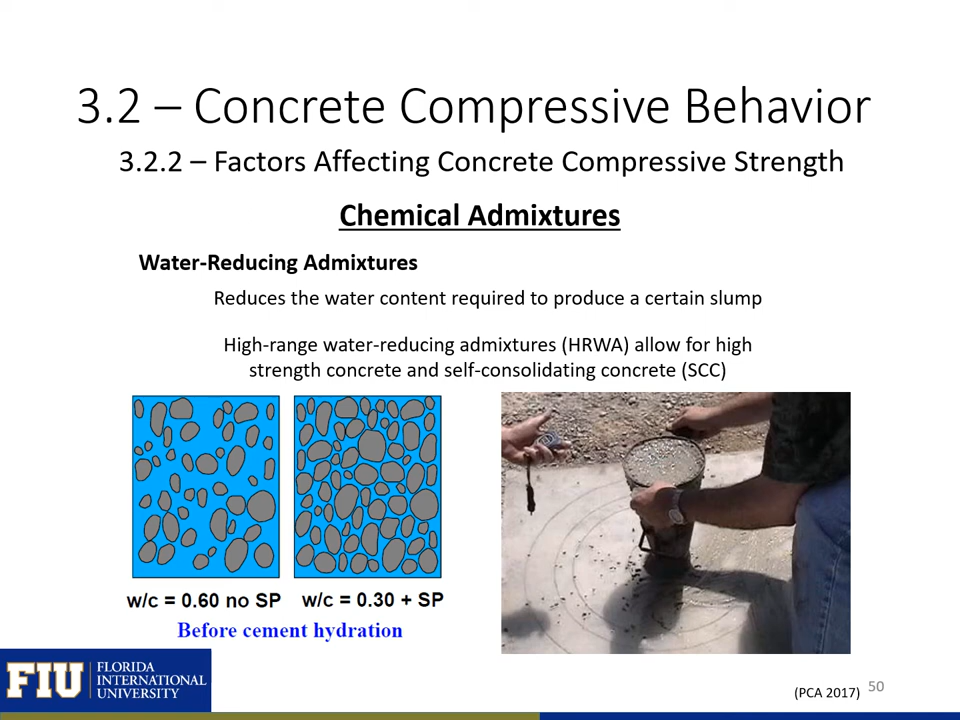 3.2 – Concrete Compressive Behavior
3.2.2 – Factors Affecting Concrete Compressive Strength
Chemical Admixtures
Water-Reducing Admixtures
Reduces the water content required to produce a certain slump
High-range water-reducing admixtures (HRWA) allow for high
strength concrete and self-consolidating concrete (SCC)
w/c = 0.60 no SP
w/c = 0.30 + SP
Before cement hydration
FIU
FLORIDA
INTERNATIONAL
UNIVERSITY
(PCA 2017)
50